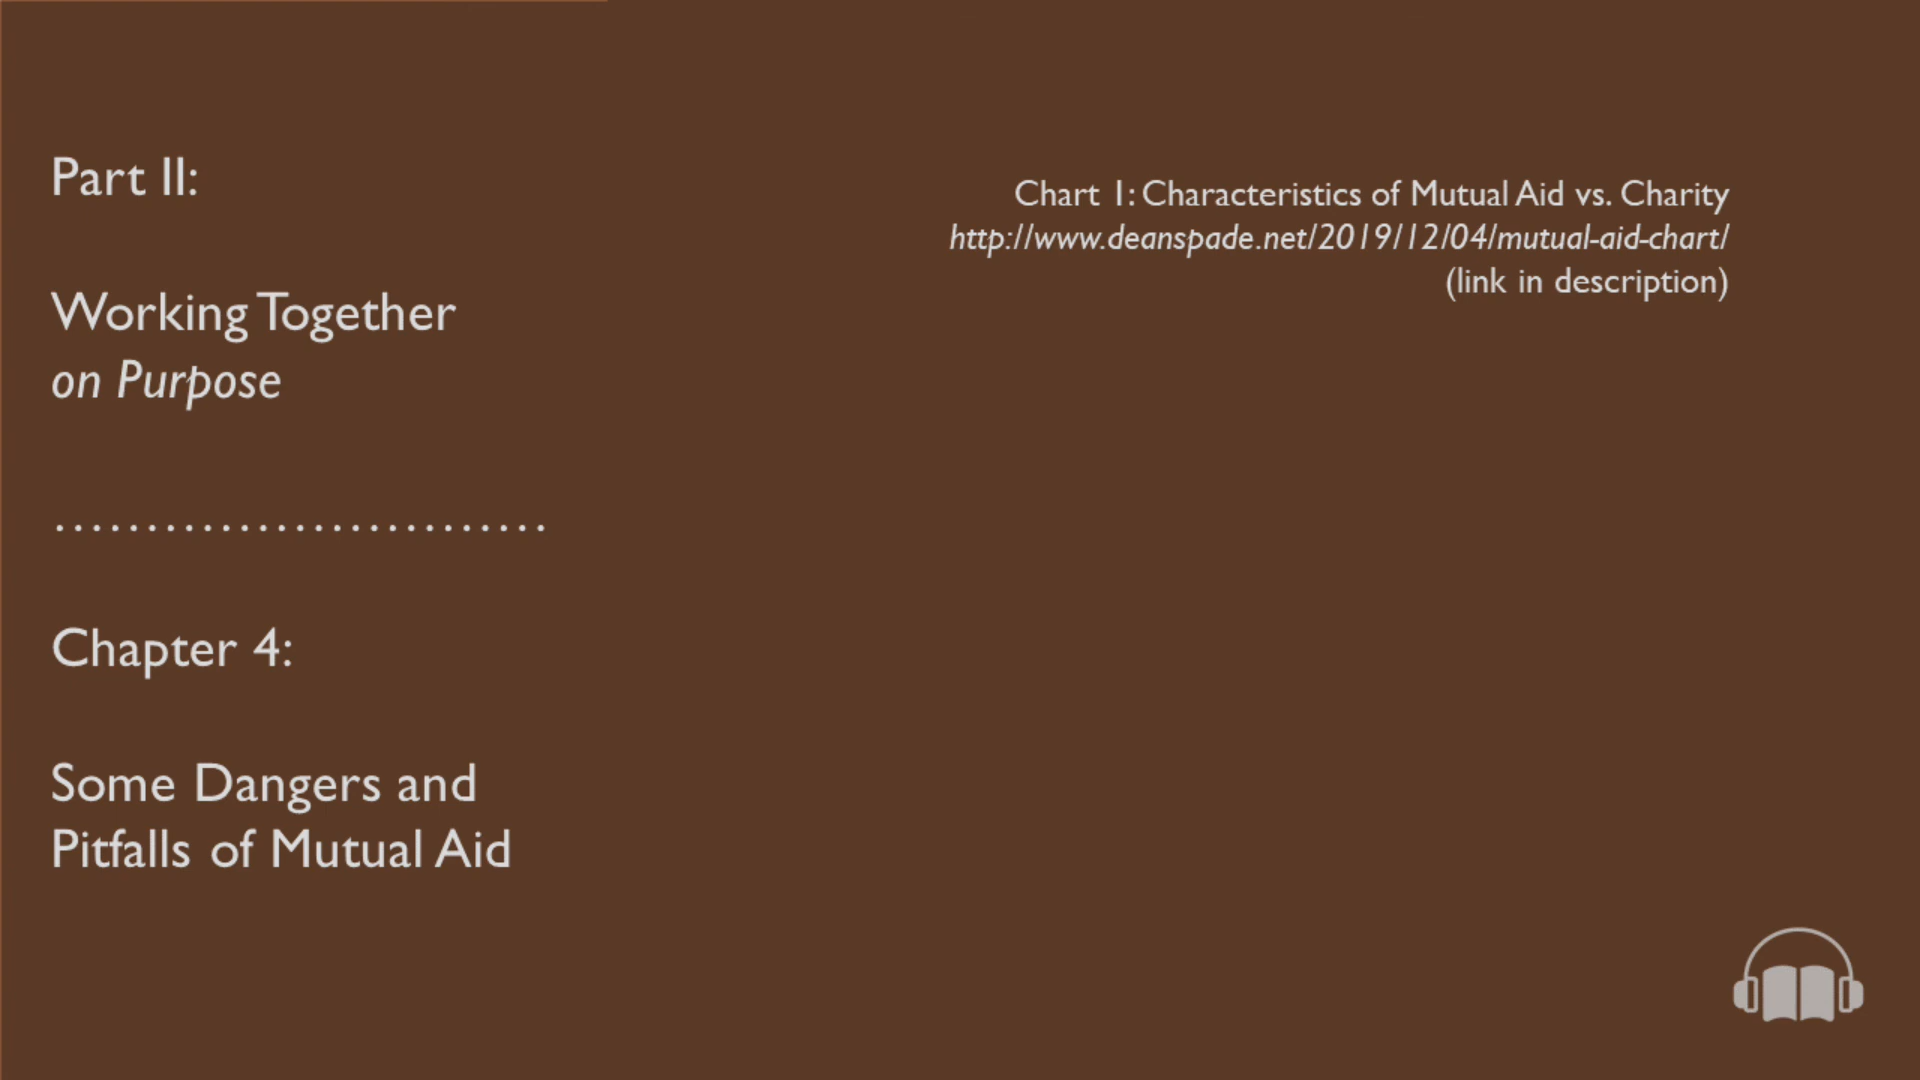 Part II:
Working Together
on Purpose
...........................
Chapter 4:
Some Dangers and
Pitfalls of Mutual Aid
Chart 1: Characteristics of Mutual Aid vs. Charity
http://www.deanspade.net/2019/12/04/mutual-aid-chart/
(link in description)